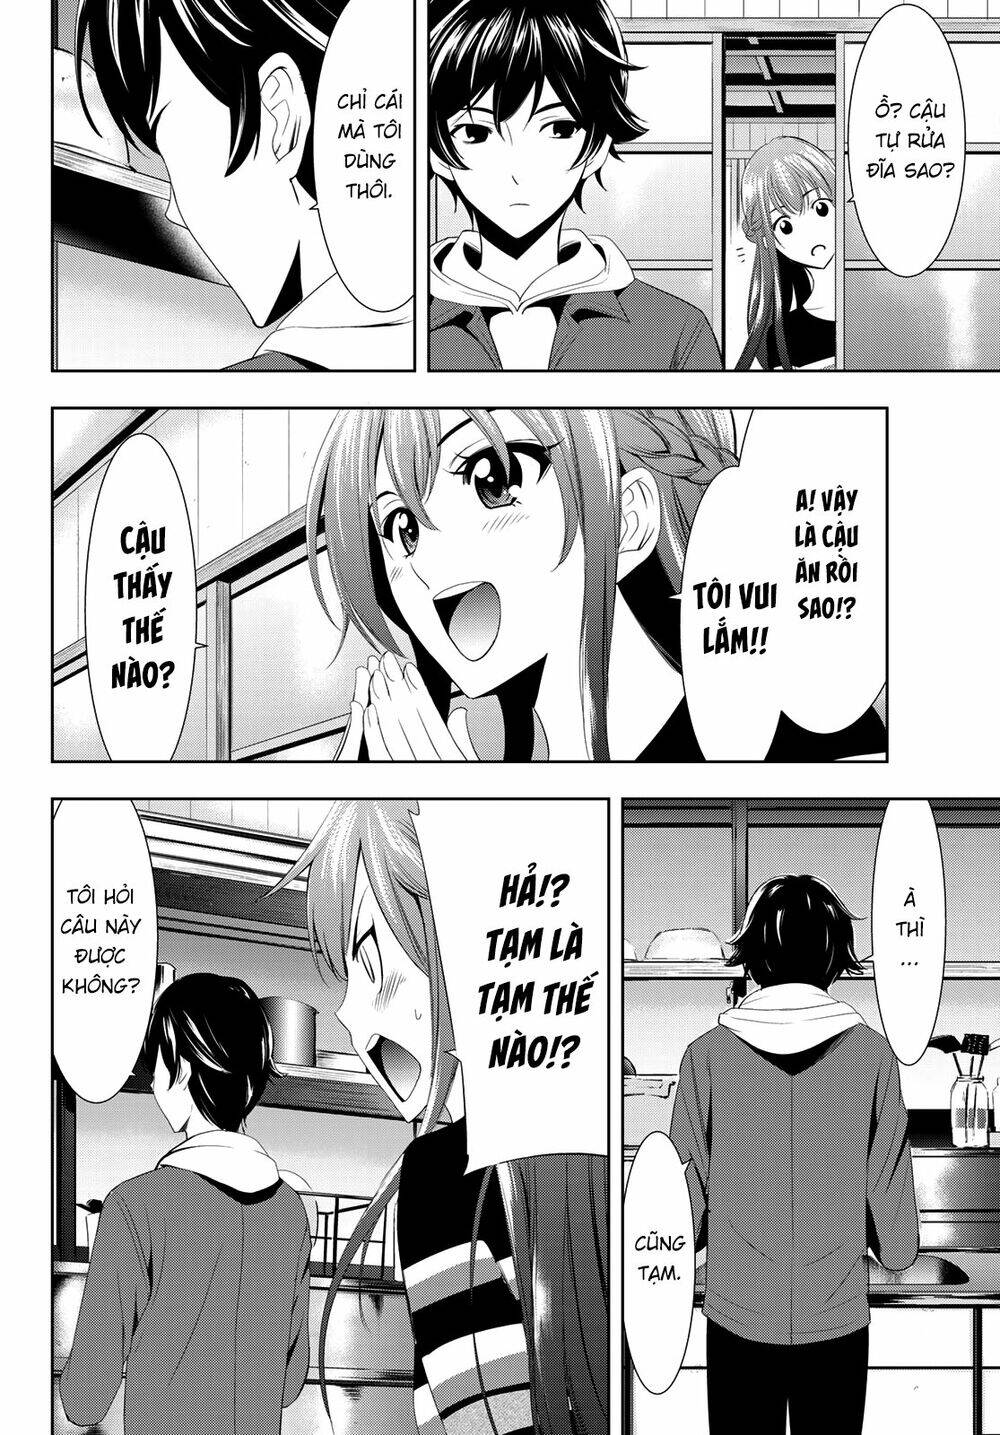 Ồ? CẬU
TỰ RỬA
ĐĨA SAO?
CHỈ CÁI
MÀ TÔI
DÙNG
THÔI.
A! VẬY
LÀ CẬU
ĂN RỒI
SAO!?
TÔI VUI
LẮM!!
CẬU
THẤY
THẾ
NÀO?
À
THÌ
...
CŨNG
TẠM.
HẢ!?
TẠM LÀ
TẠM THẾ
NÀO!?
TÔI HỎI
CÂU NÀY
ĐƯỢC
KHÔNG?